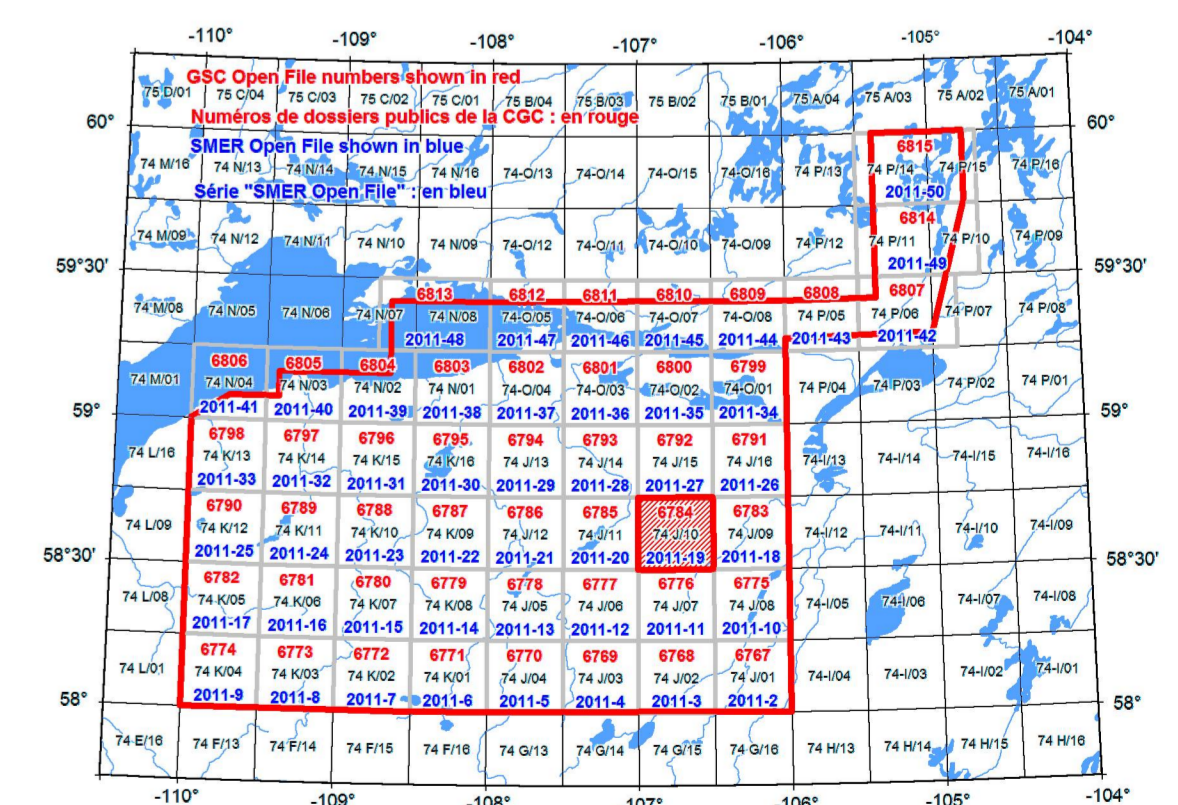 -110° -109° -108° -107° -106° -105° -104°
GSC Open File numbers shown in red
75 D/01 75 C/04 75 C/03 75 C/02 75 C/01 75 B/04 75 B/03 75 B/02 75 B/01 75 A/04 75 A/03 75 A/02 75 A/01
Numéros de dossiers publics de la CGC : en rouge
60° 60°
SMER Open File shown in blue
6815
74 M/16 74 N/13 74 N/14 74 N/15 74 N/16 74-O/13 74-O/14 74-O/15 74-O/16 74 P/13 74 P/14 74 P/15 74 P/16
Série "SMER Open File" : en bleu
2011-50
6814
74 M/09 74 N/12 74 N/11 74 N/10 74 N/09 74-O/12 74-O/11 74-O/10 74-O/09 74 P/12 74 P/11 74 P/10 74 P/09
2011-49
59°30' 59°30'
6813 6812 6811 6810 6809 6808 6807
74 M/08 74 N/05 74 N/06 74 N/07 74 N/08 74-O/05 74-O/06 74-O/07 74-O/08 74 P/05 74 P/06 74 P/07 74 P/08
2011-48 2011-47 2011-46 2011-45 2011-44 2011-43 2011-42
6806 6805 6804 6803 6802 6801 6800 6799
74 M/01 74 N/04 74 N/03 74 N/02 74 N/01 74-O/04 74-O/03 74-O/02 74-O/01 74 P/04 74 P/03 74 P/02 74 P/01
2011-41 2011-40 2011-39 2011-38 2011-37 2011-36 2011-35 2011-34
59° 59°
6798 6797 6796 6795 6794 6793 6792 6791
74 L/16 74 K/13 74 K/14 74 K/15 74 K/16 74 J/13 74 J/14 74 J/15 74 J/16 74-I/13 74-I/14 74-I/15 74-I/16
2011-33 2011-32 2011-31 2011-30 2011-29 2011-28 2011-27 2011-26
6790 6789 6788 6787 6786 6785 6784 6783
74 L/09 74 K/12 74 K/11 74 K/10 74 K/09 74 J/12 74 J/11 74 J/10 74 J/09 74-I/12 74-I/11 74-I/10 74-I/09
2011-25 2011-24 2011-23 2011-22 2011-21 2011-20 2011-19 2011-18
58°30' 58°30'
6782 6781 6780 6779 6778 6777 6776 6775
74 L/08 74 K/05 74 K/06 74 K/07 74 K/08 74 J/05 74 J/06 74 J/07 74 J/08 74-I/05 74-I/06 74-I/07 74-I/08
2011-17 2011-16 2011-15 2011-14 2011-13 2011-12 2011-11 2011-10
6774 6773 6772 6771 6770 6769 6768 6767
74 L/01 74 K/04 74 K/03 74 K/02 74 K/01 74 J/04 74 J/03 74 J/02 74 J/01 74-I/04 74-I/03 74-I/02 74-I/01
2011-9 2011-8 2011-7 2011-6 2011-5 2011-4 2011-3 2011-2
58° 58°
74 E/16 74 F/13 74 F/14 74 F/15 74 F/16 74 G/13 74 G/14 74 G/15 74 G/16 74 H/13 74 H/14 74 H/15 74 H/16
-110° -109° -108° -107° -106° -105° -104°